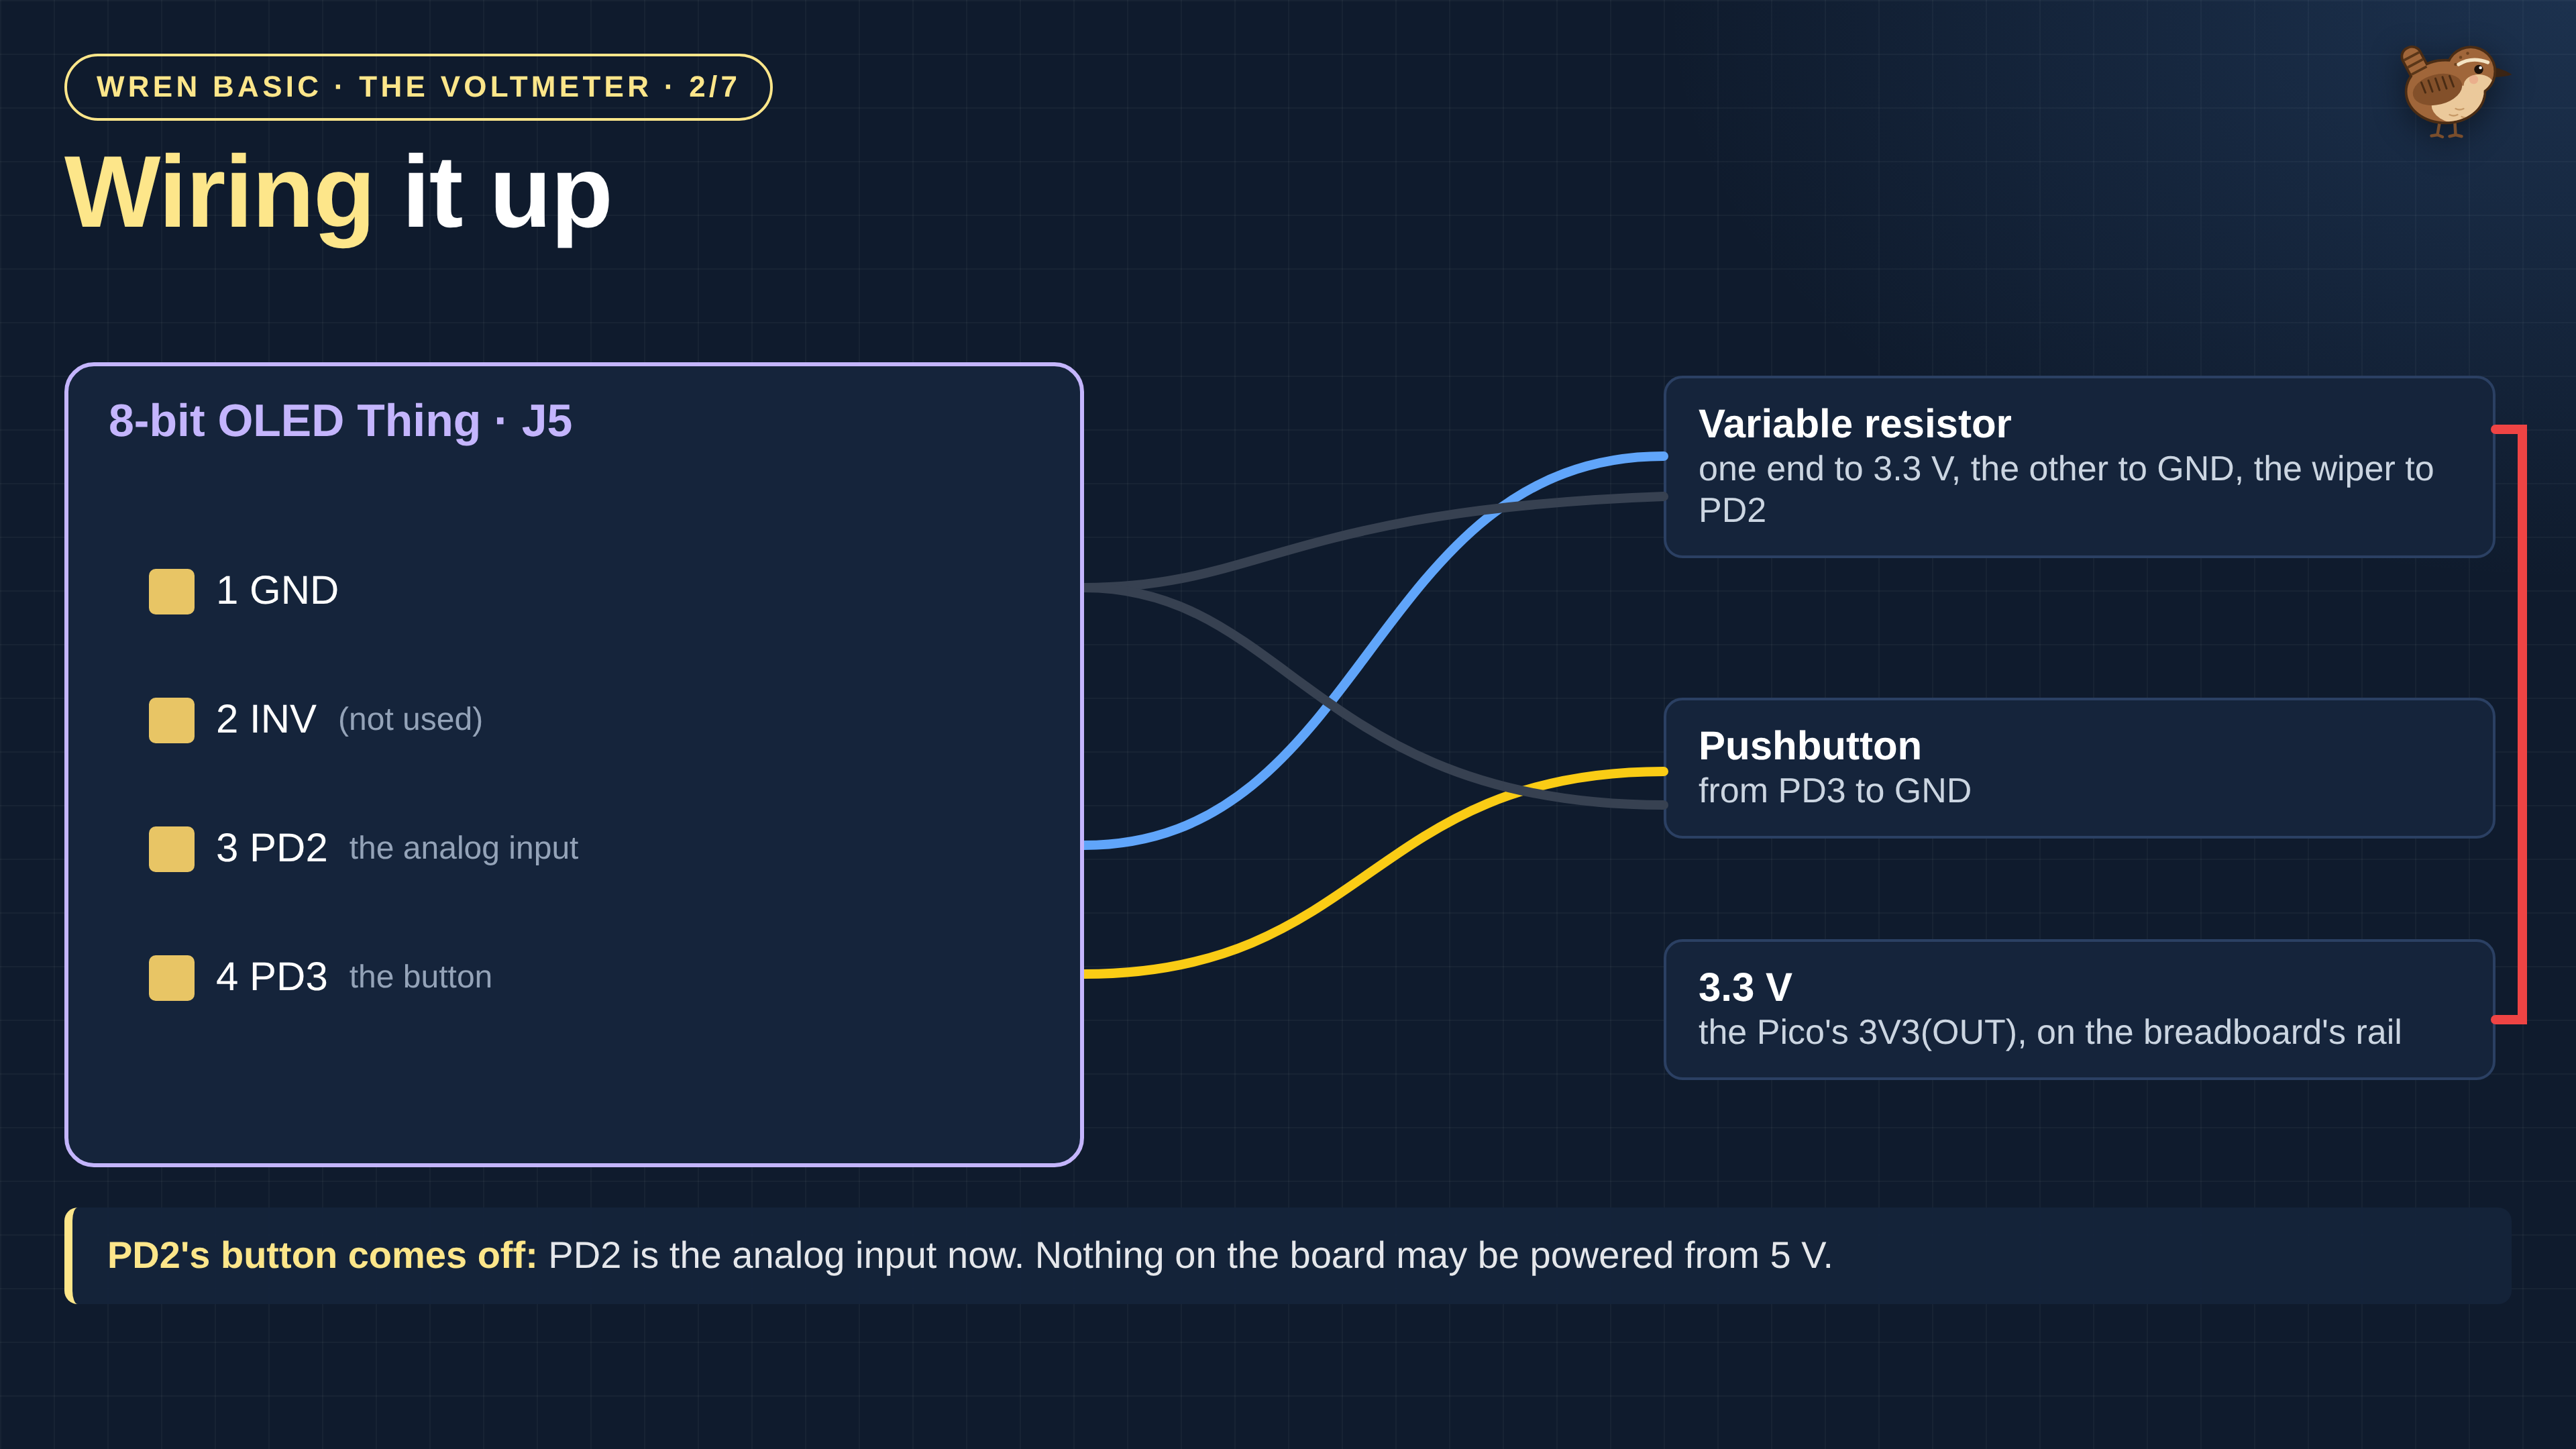 WREN BASIC · THE VOLTMETER · 2/7
Wiring it up
8-bit OLED Thing · J5
1 GND
2 INV (not used)
3 PD2 the analog input
4 PD3 the button
Variable resistor
one end to 3.3 V, the other to GND, the wiper to
PD2
Pushbutton
from PD3 to GND
3.3 V
the Pico's 3V3(OUT), on the breadboard's rail
PD2's button comes off: PD2 is the analog input now. Nothing on the board may be powered from 5 V.